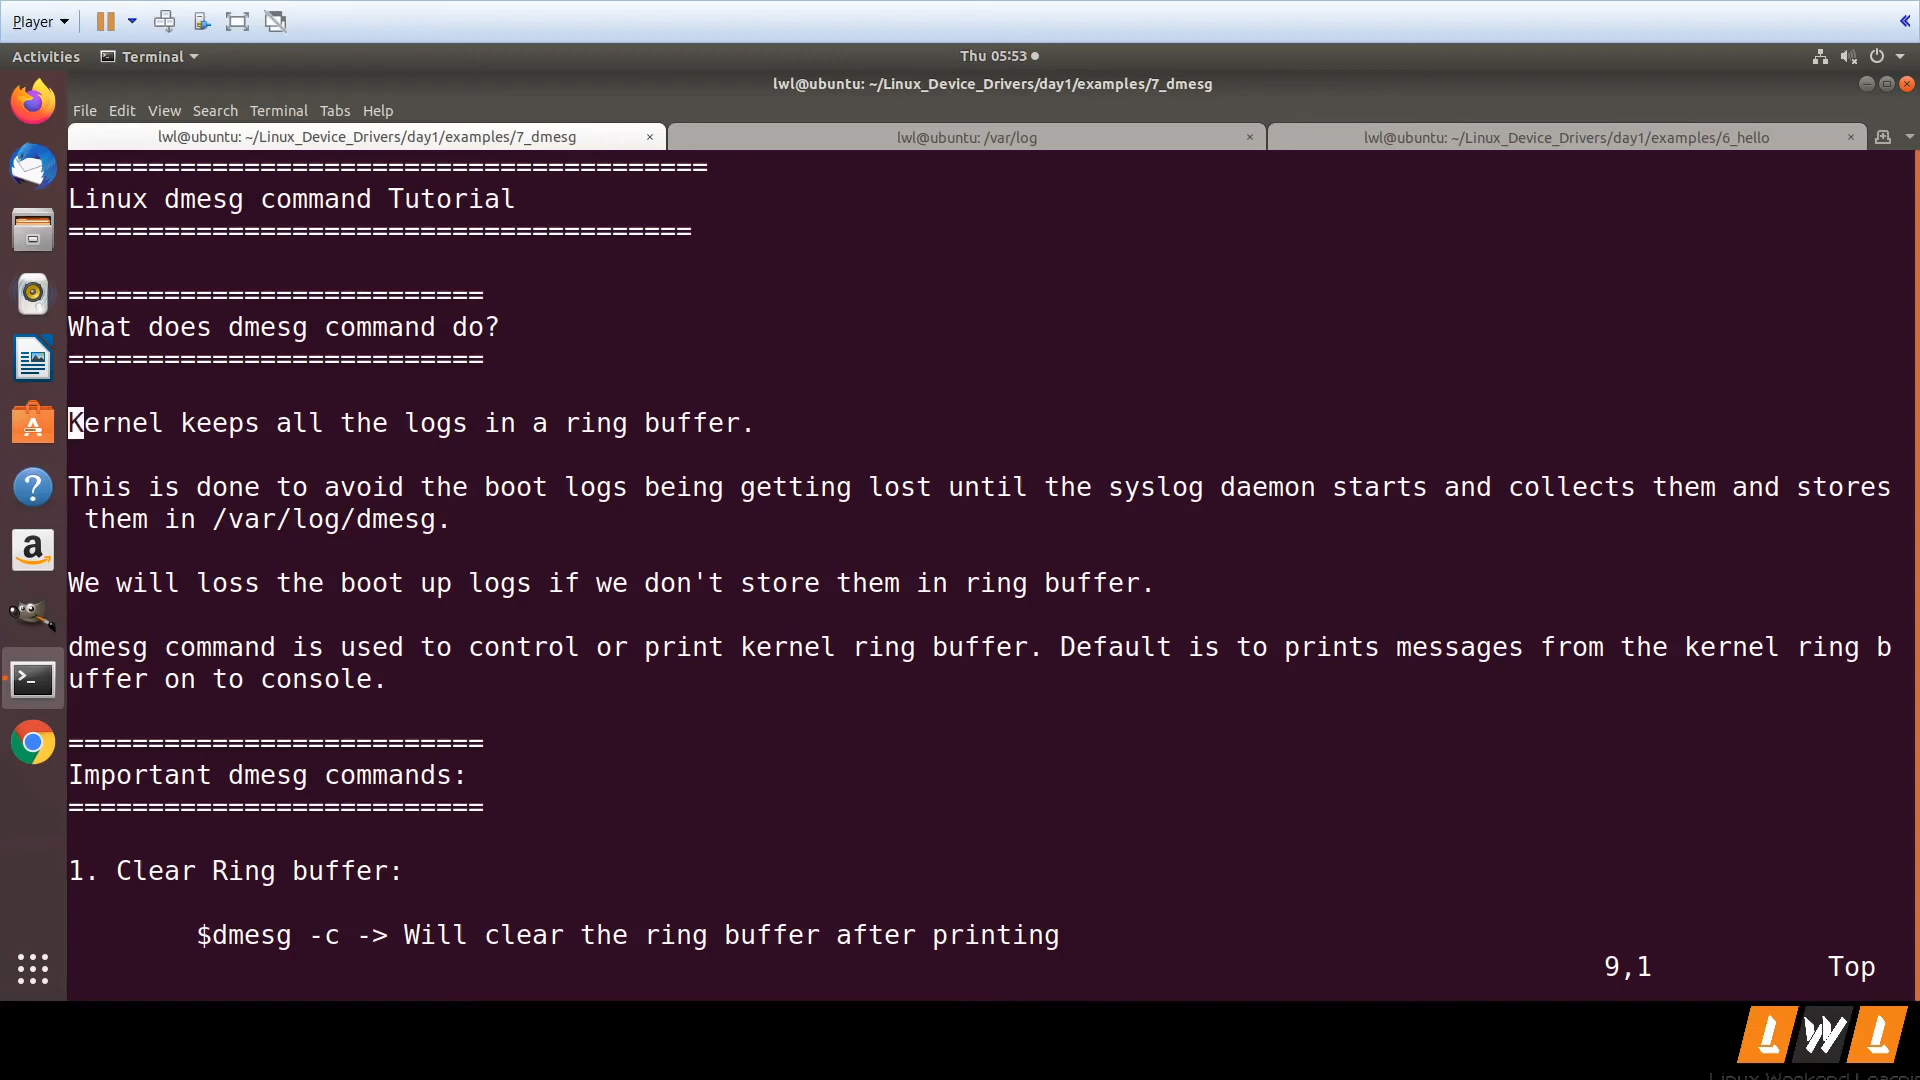 Player
Activities Terminal Thu 05:53
lwl@ubuntu: ~/Linux_Device_Drivers/day1/examples/7_dmesg
File Edit View Search Terminal Tabs Help
lwl@ubuntu: ~/Linux_Device_Drivers/day1/examples/7_dmesg × lwl@ubuntu: /var/log × lwl@ubuntu: ~/Linux_Device_Drivers/day1/examples/6_hello ×
========================================
Linux dmesg command Tutorial
=======================================
==========================
What does dmesg command do?
==========================
Kernel keeps all the logs in a ring buffer.
This is done to avoid the boot logs being getting lost until the syslog daemon starts and collects them and stores
them in /var/log/dmesg.
We will loss the boot up logs if we don't store them in ring buffer.
dmesg command is used to control or print kernel ring buffer. Default is to prints messages from the kernel ring b
uffer on to console.
==========================
Important dmesg commands:
==========================
1. Clear Ring buffer:
$dmesg -c -> Will clear the ring buffer after printing
9,1 Top
LWL